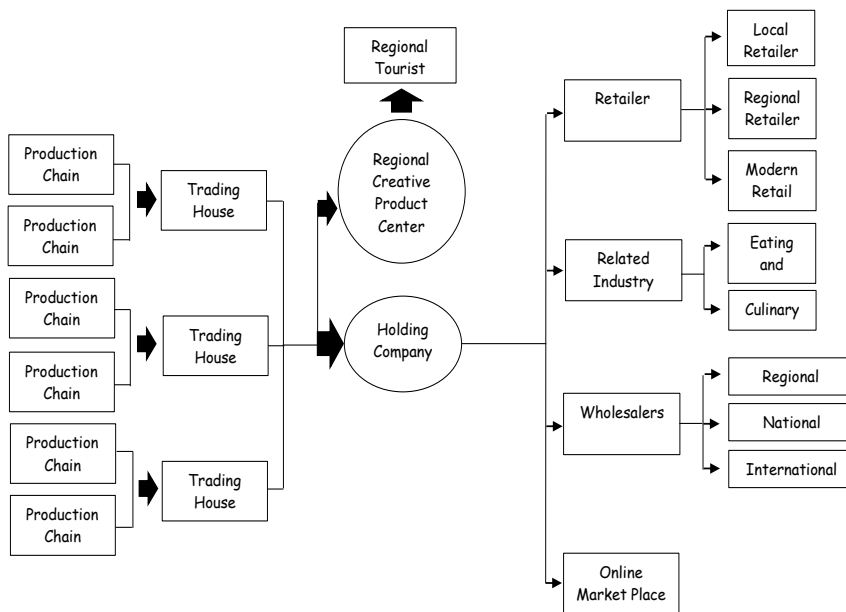 Regional
Tourist
Production
Chain
Production
Chain
Production
Chain
Production
Chain
Production
Chain
Production
Chain
Trading
House
Trading
House
Trading
House
Regional
Creative
Product
Center
Holding
Company
Retailer
Local
Retailer
Regional
Retailer
Modern
Retail
Related
Industry
Eating
and
Culinary
Wholesalers
Regional
National
International
Online
Market Place